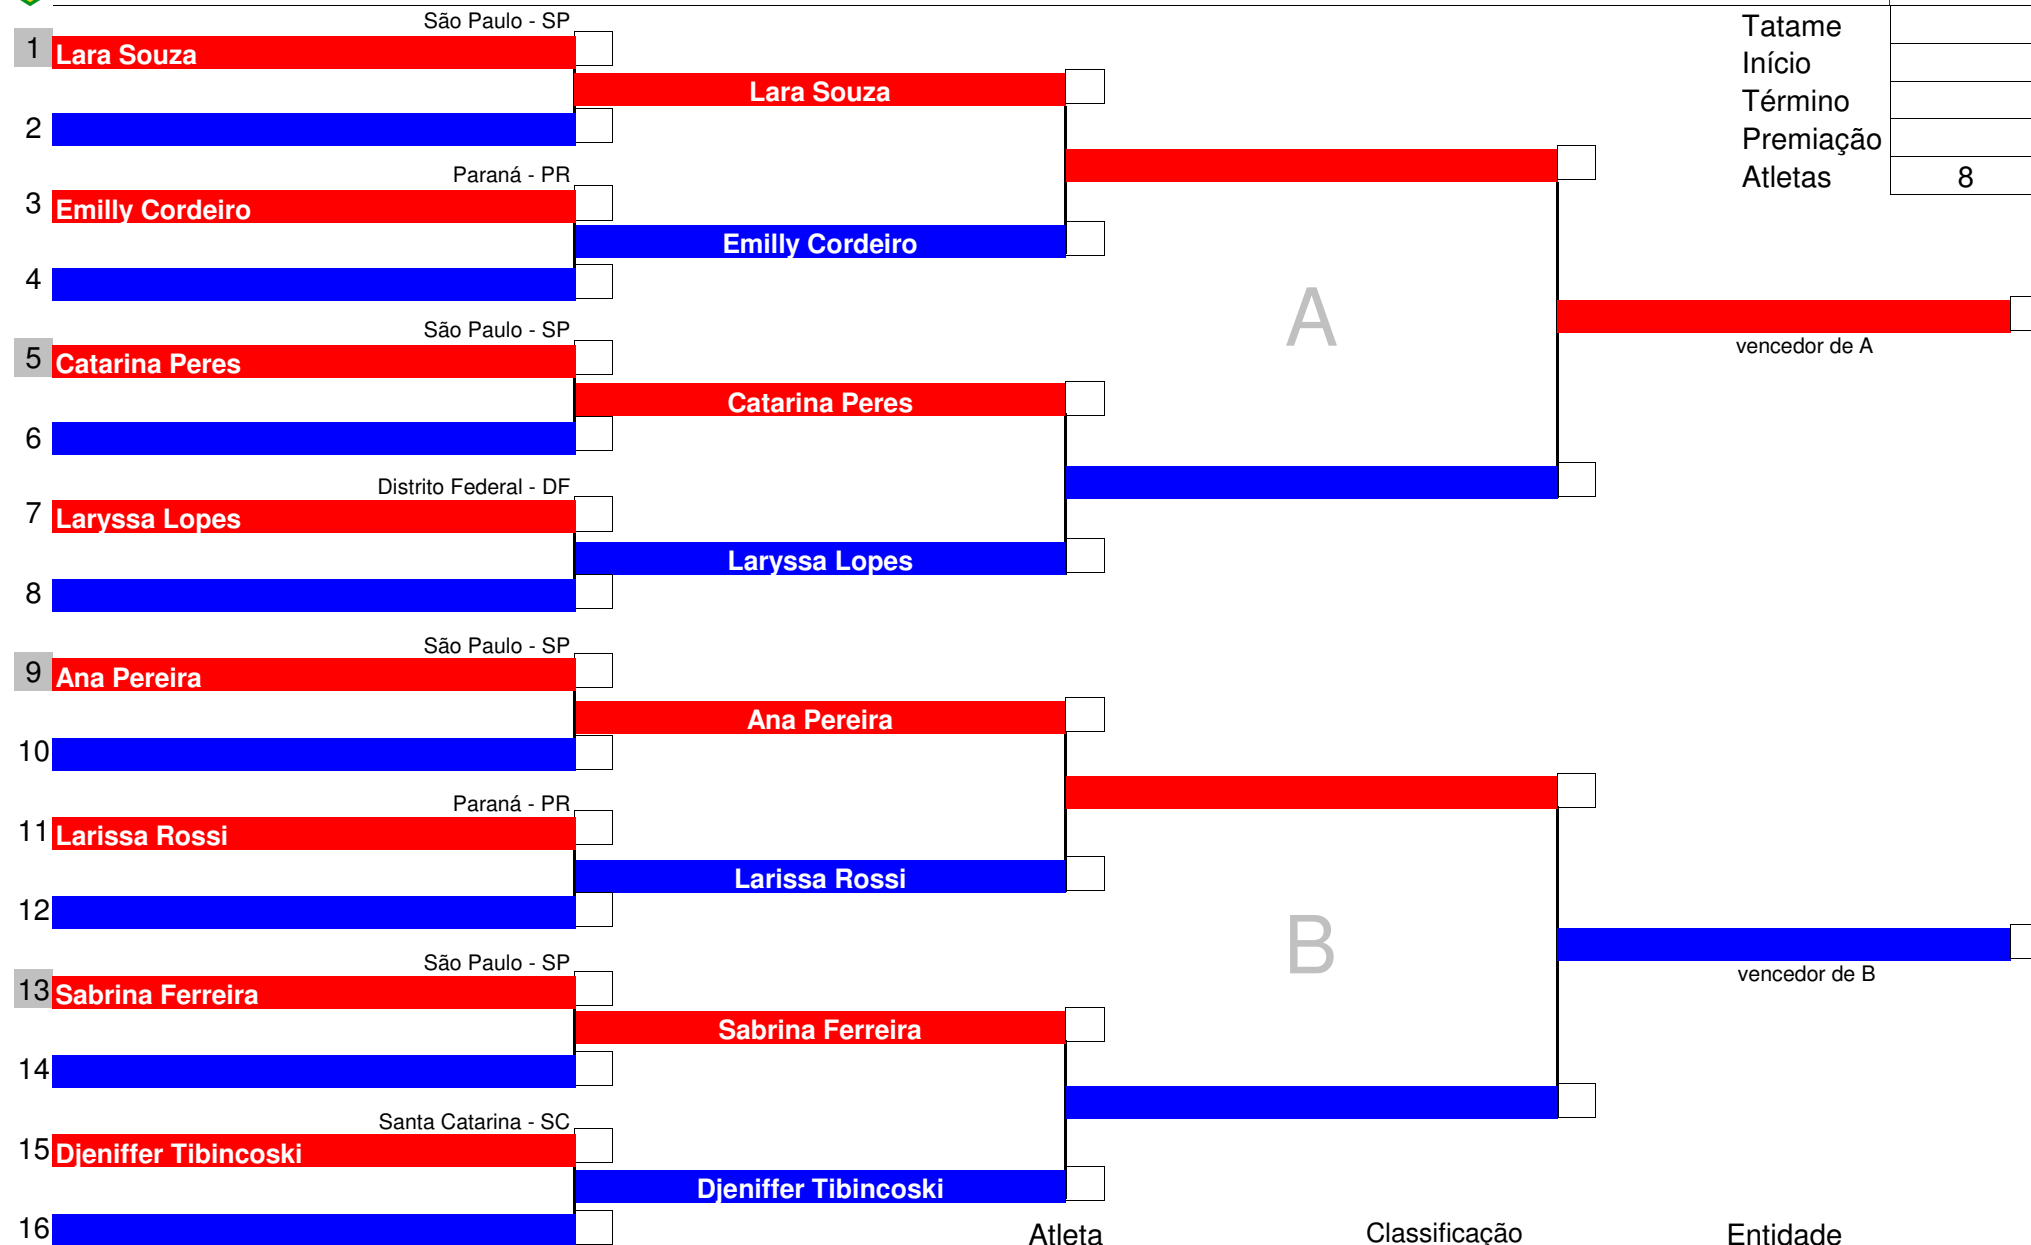 São Paulo - SP
1 Lara Souza
Lara Souza
2
Paraná - PR
3 Emilly Cordeiro
Emilly Cordeiro
4
São Paulo - SP
5 Catarina Peres
Catarina Peres
6
Distrito Federal - DF
7 Laryssa Lopes
Laryssa Lopes
8
São Paulo - SP
9 Ana Pereira
Ana Pereira
10
Paraná - PR
11 Larissa Rossi
Larissa Rossi
12
São Paulo - SP
13 Sabrina Ferreira
Sabrina Ferreira
14
Santa Catarina - SC
15 Djeniffer Tibincoski
Djeniffer Tibincoski
16
A
B
Tatame
Início
Término
Premiação
Atletas 8
vencedor de A
vencedor de B
Atleta Classificação Entidade